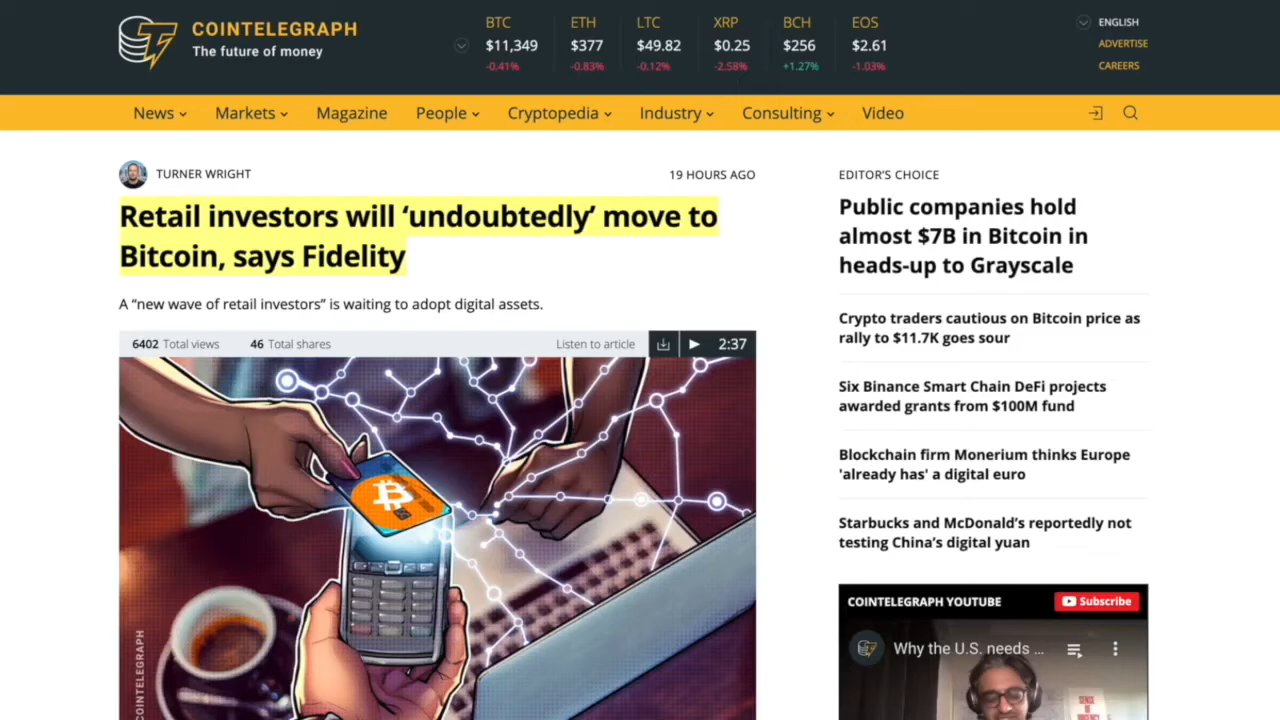 COINTELEGRAPH
The future of money
BTC
$11,349
-0.41%
ETH
$377
-0.83%
LTC
$49.82
-0.12%
XRP
$0.25
-2.58%
BCH
$256
+1.27%
EOS
$2.61
-1.03%
ENGLISH
ADVERTISE
CAREERS
News Markets Magazine People Cryptopedia Industry Consulting Video
TURNER WRIGHT
19 HOURS AGO
Retail investors will ‘undoubtedly’ move to
Bitcoin, says Fidelity
A “new wave of retail investors” is waiting to adopt digital assets.
6402 Total views 46 Total shares Listen to article 2:37
COINTELEGRAPH
EDITOR’S CHOICE
Public companies hold
almost $7B in Bitcoin in
heads-up to Grayscale
Crypto traders cautious on Bitcoin price as
rally to $11.7K goes sour
Six Binance Smart Chain DeFi projects
awarded grants from $100M fund
Blockchain firm Monerium thinks Europe
'already has' a digital euro
Starbucks and McDonald’s reportedly not
testing China’s digital yuan
COINTELEGRAPH YOUTUBE
Subscribe
Why the U.S. needs ...